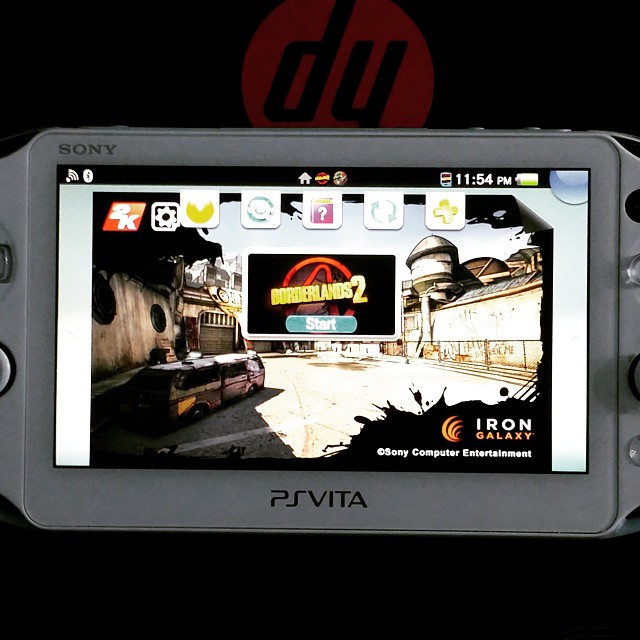 dy
SONY
11:54 PM
2K
?
BORDERLANDS 2
Start
IRON
GALAXY
©Sony Computer Entertainment
PSVITA